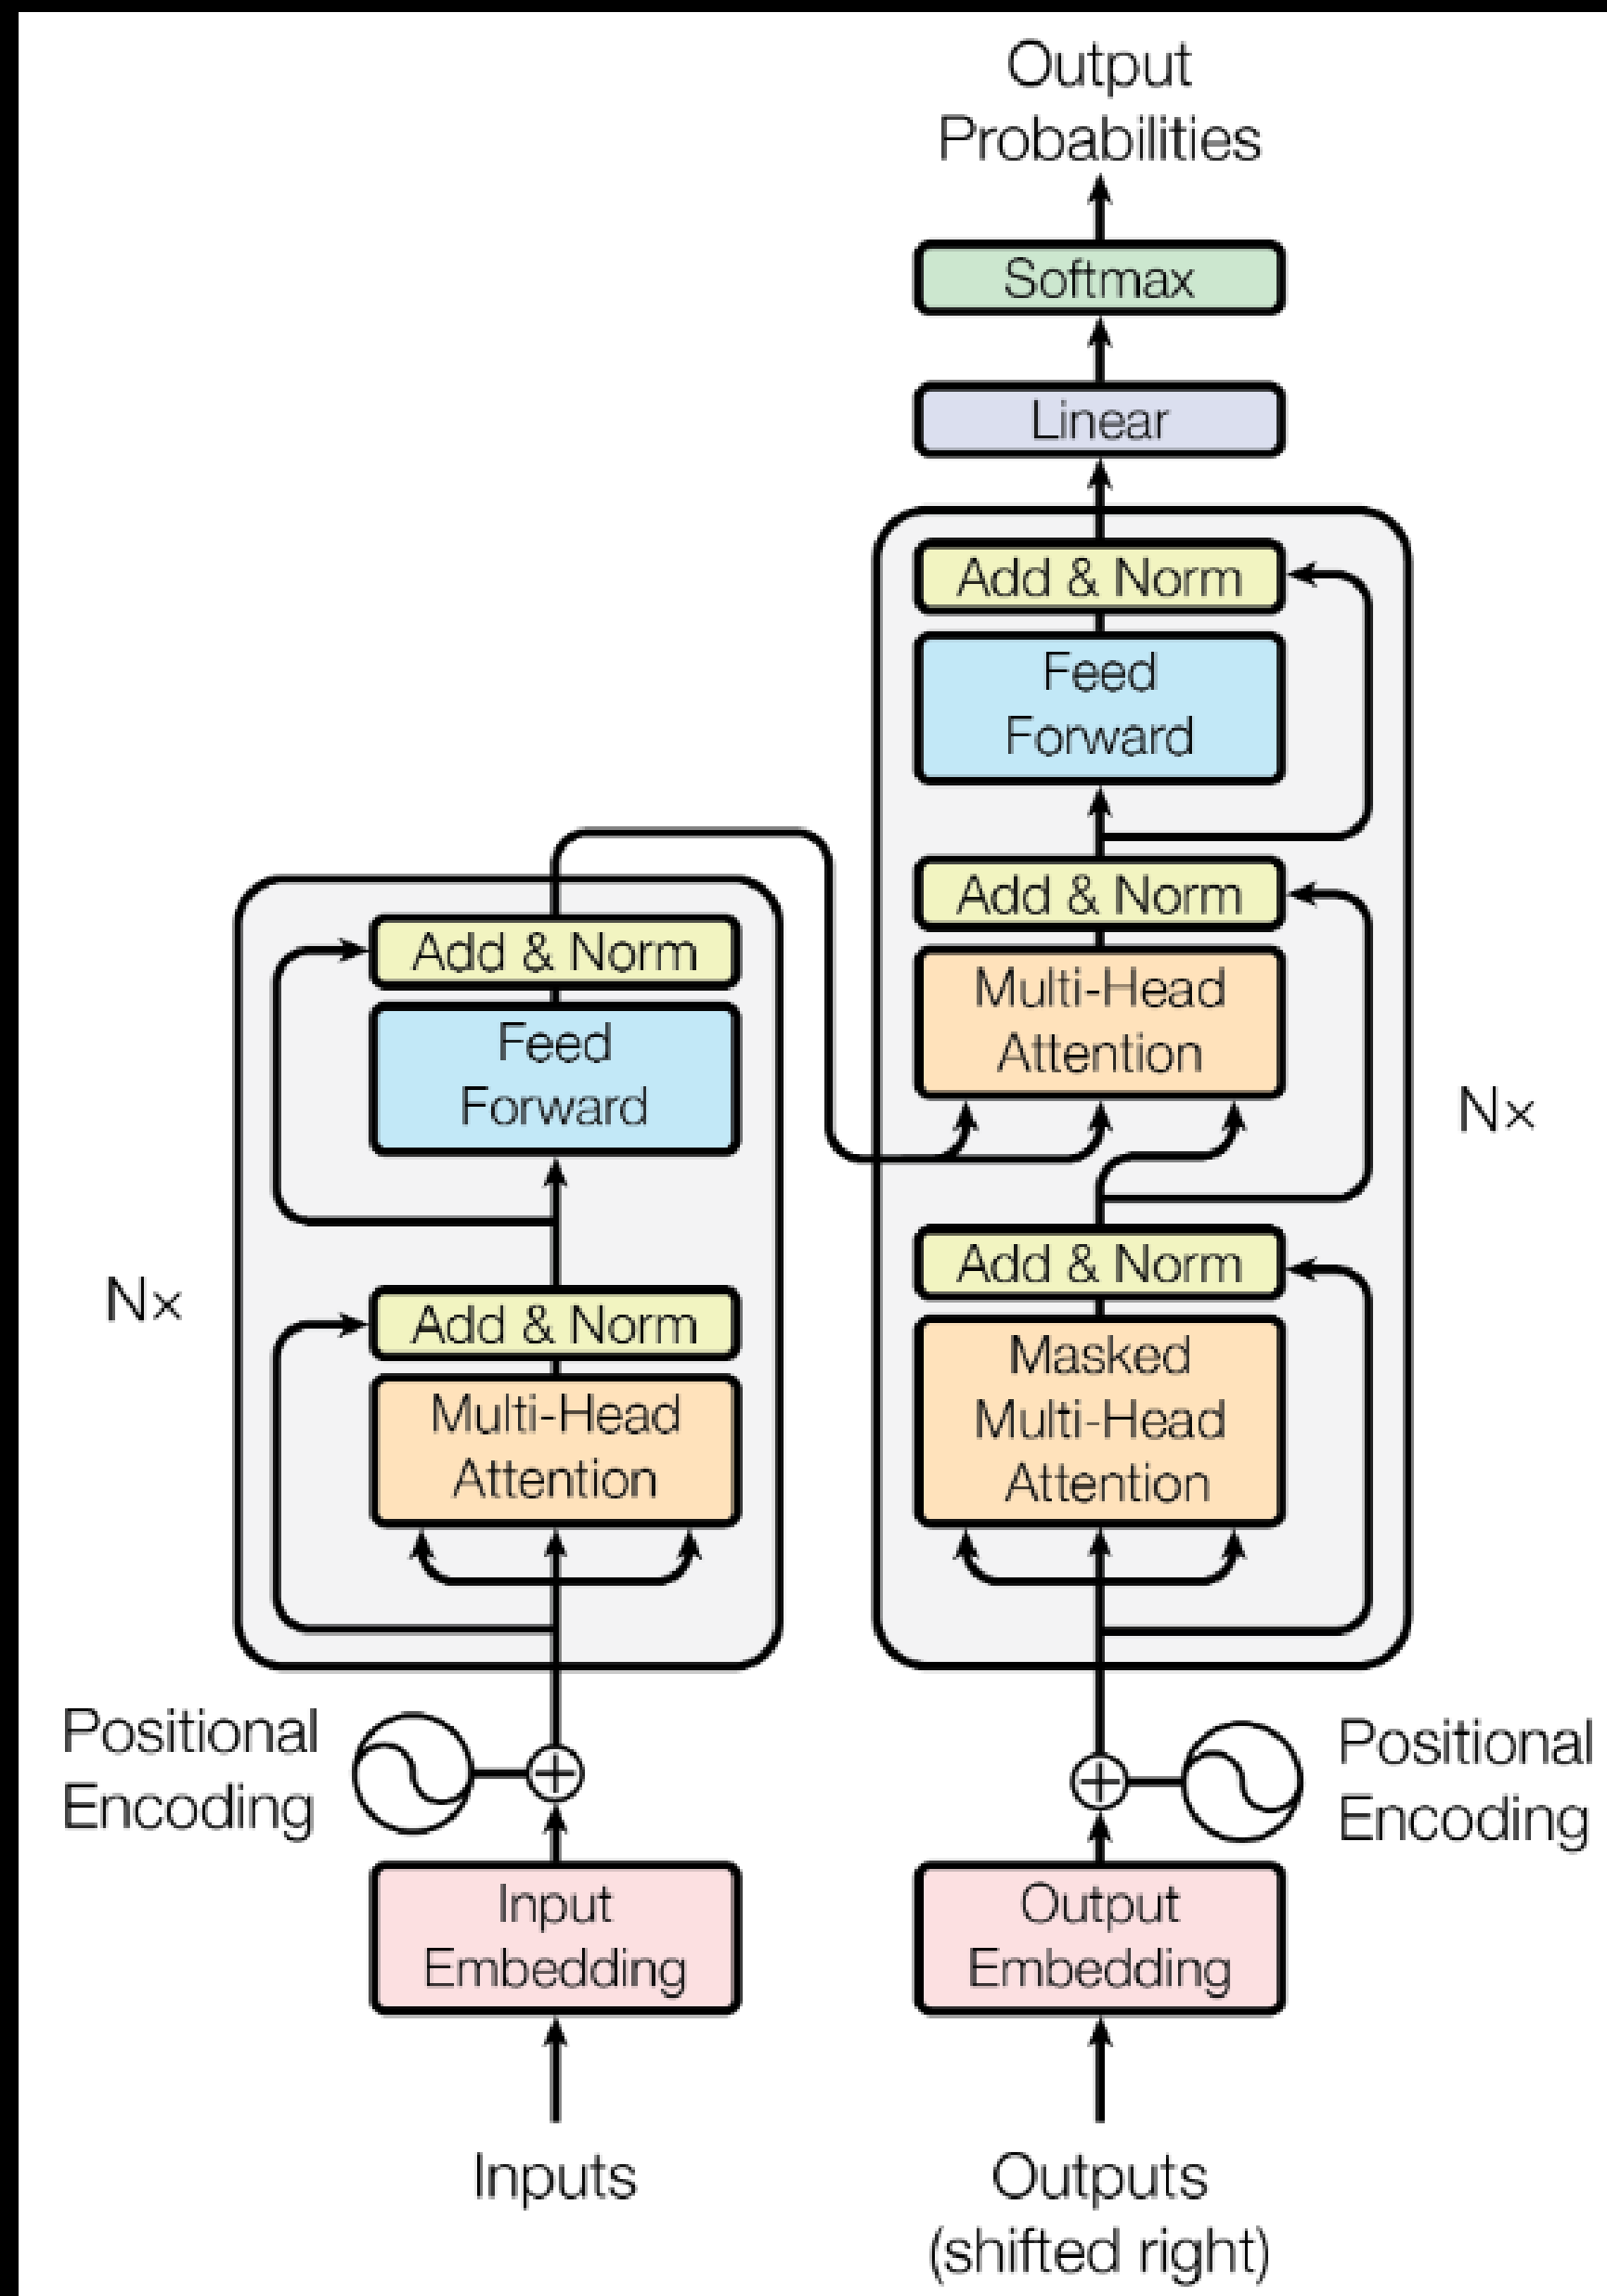 Output
Probabilities
Softmax
Linear
Add & Norm
Feed
Forward
Add & Norm
Multi-Head
Attention
Nx
Add & Norm
Masked
Multi-Head
Attention
Add & Norm
Feed
Forward
Nx
Add & Norm
Multi-Head
Attention
Positional
Encoding
Positional
Encoding
Input
Embedding
Output
Embedding
Inputs
Outputs
(shifted right)